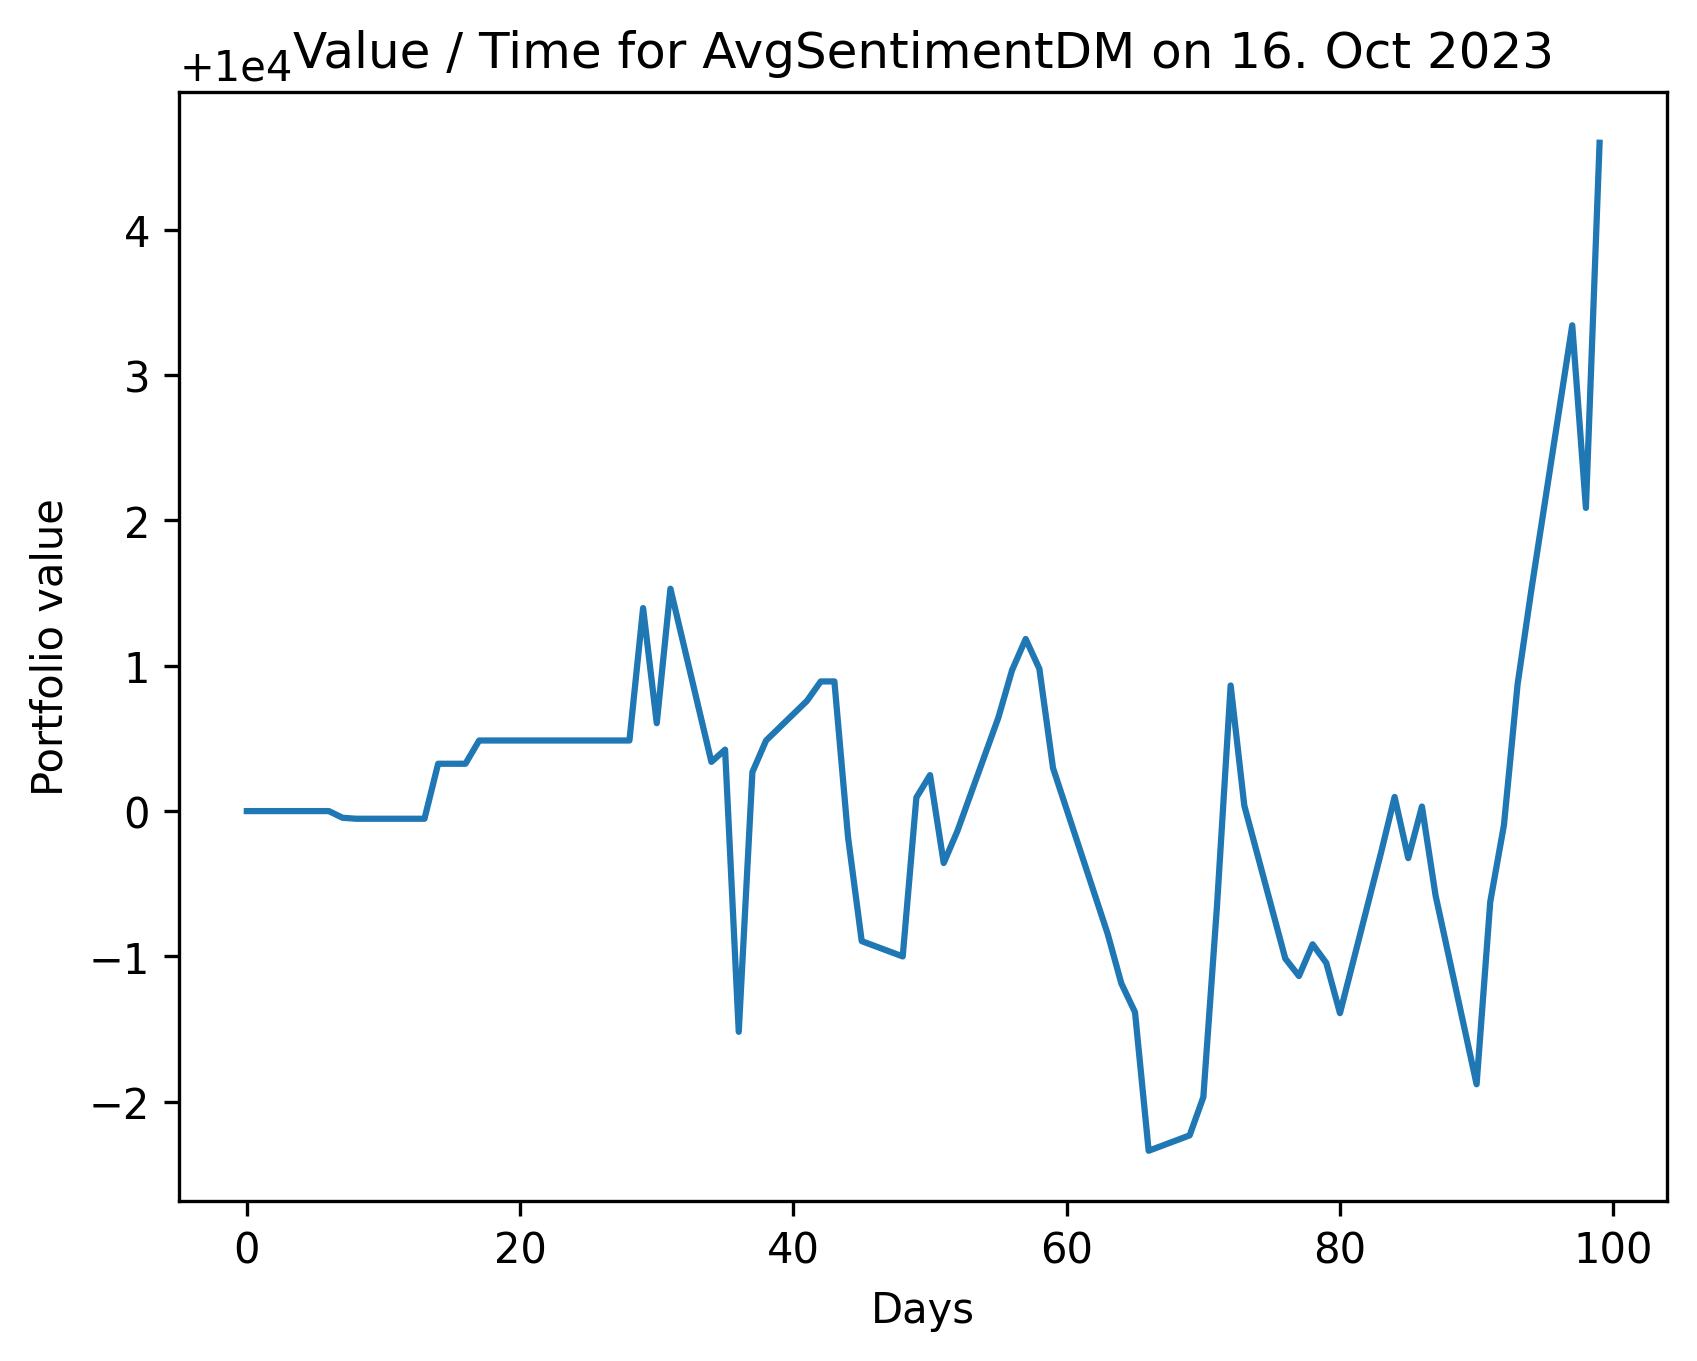 Value / Time for AvgSentimentDM on 16. Oct 2023
+1e4
4
3
2
1
0
−1
−2
Portfolio value
0 20 40 60 80 100
Days